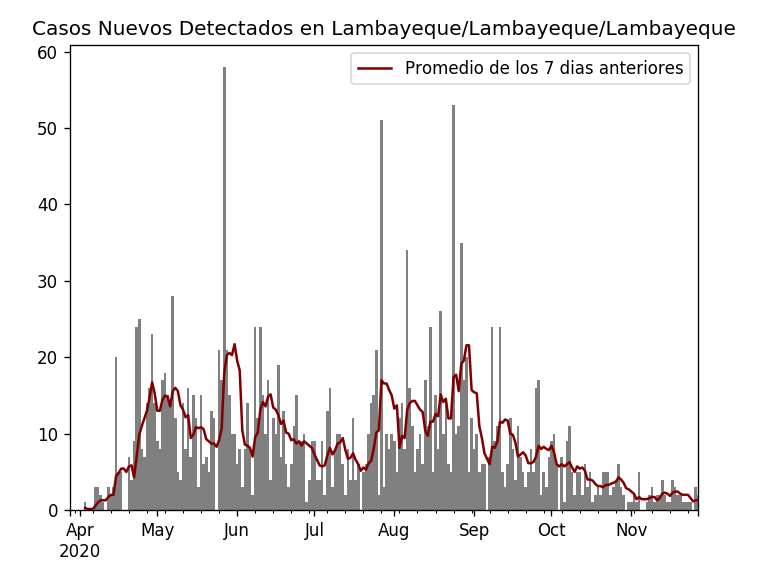 Casos Nuevos Detectados en Lambayeque/Lambayeque/Lambayeque
Promedio de los 7 dias anteriores
60
50
40
30
20
10
0
Apr May Jun Jul Aug Sep Oct Nov
2020